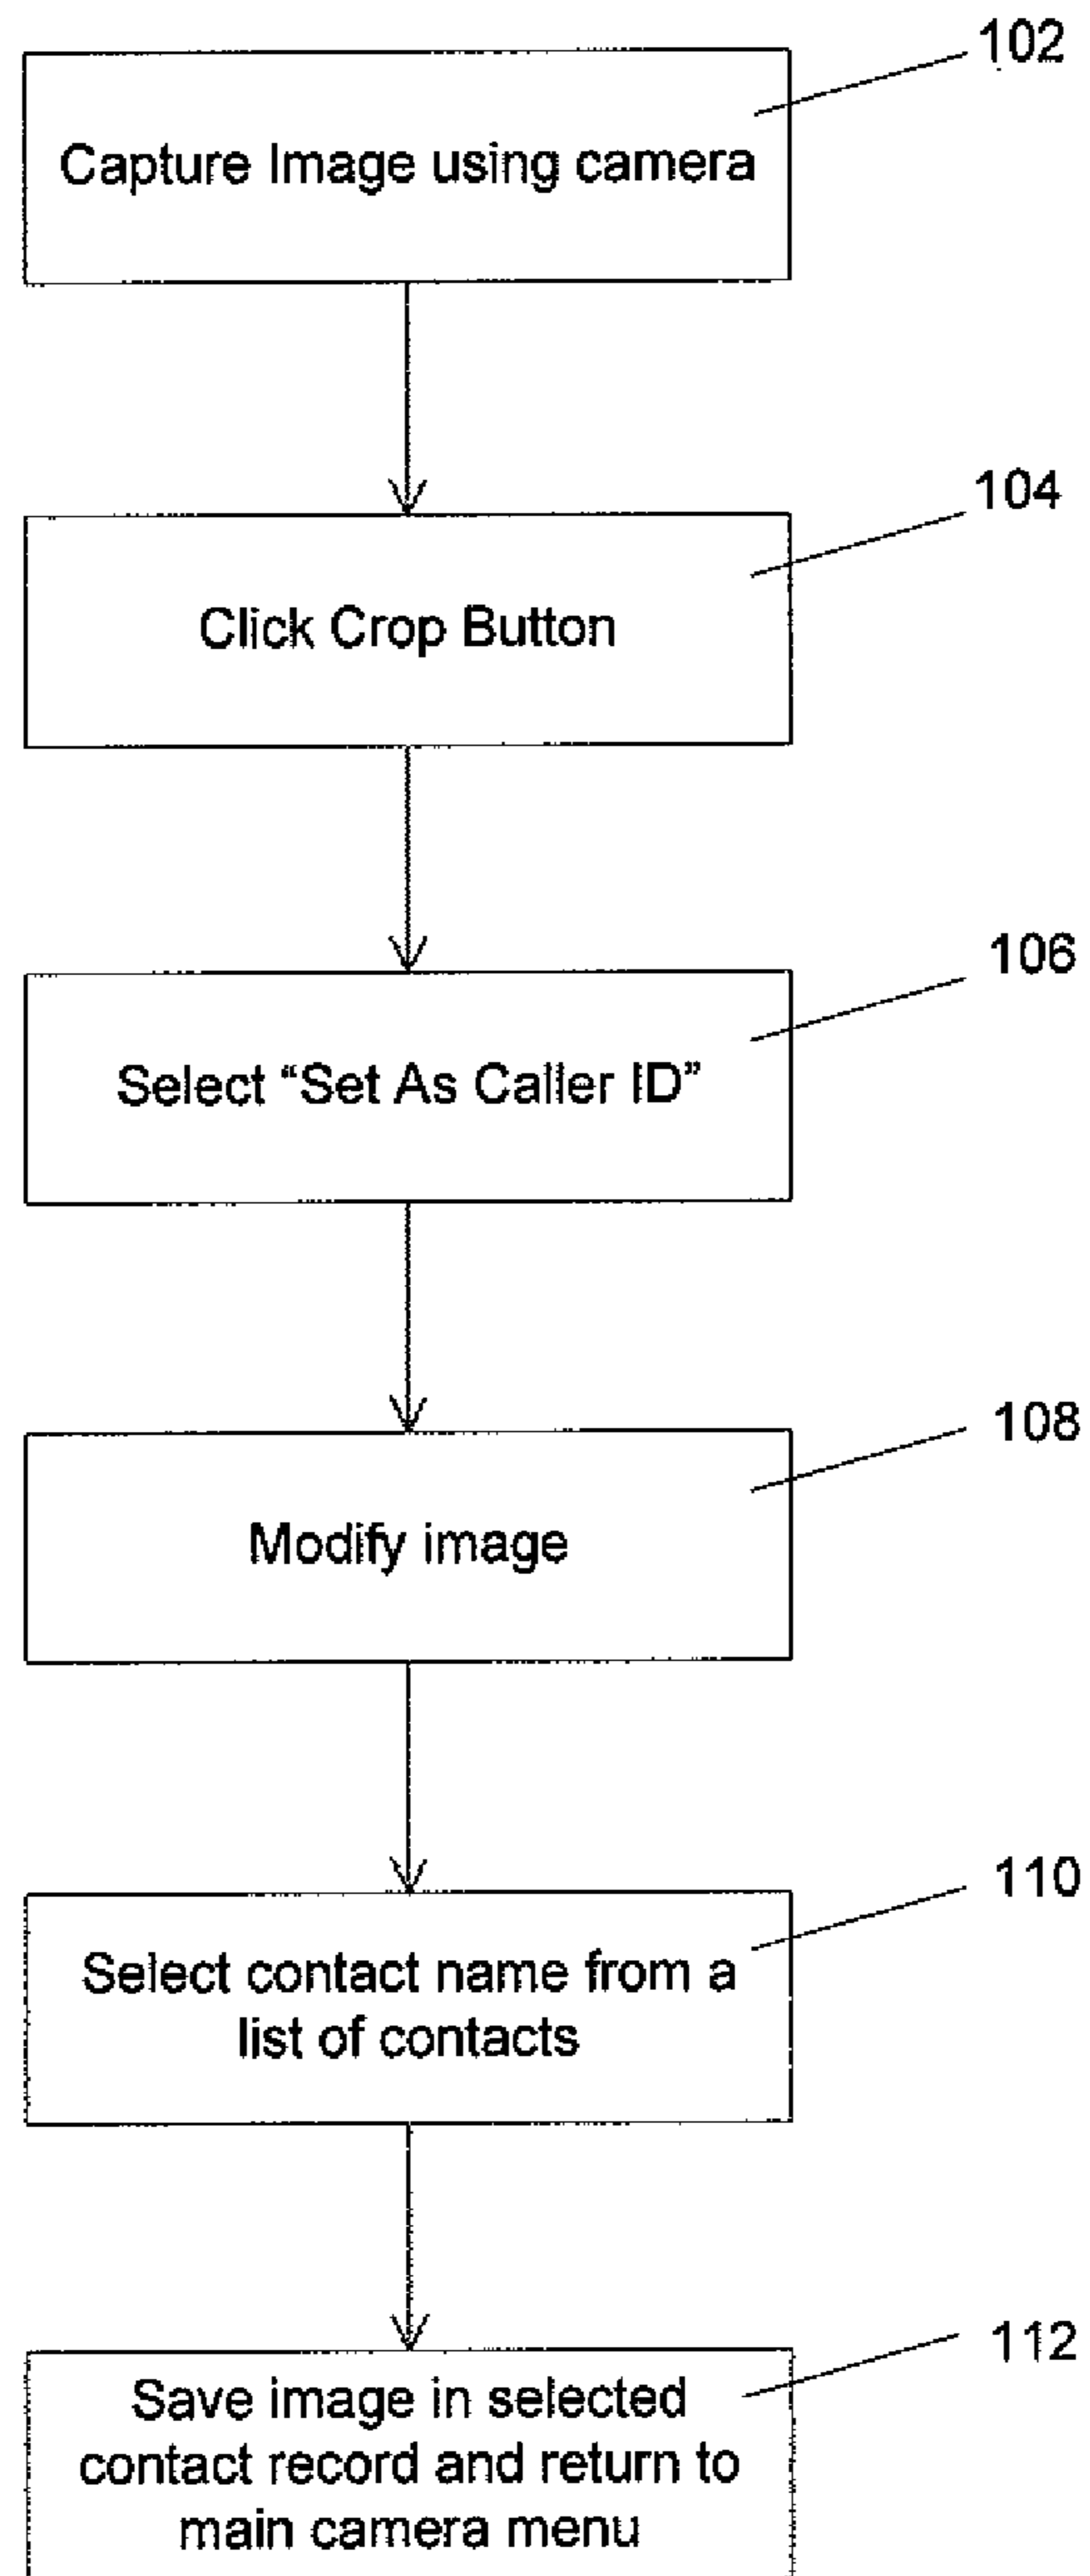 102
Capture Image using camera
104
Click Crop Button
106
Select “Set As Caller ID”
108
Modify image
110
Select contact name from a
list of contacts
112
Save image in selected
contact record and return to
main camera menu